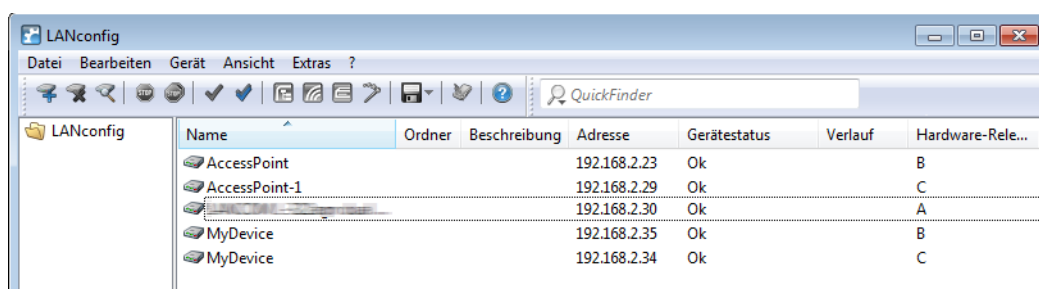 LANconfig
Datei Bearbeiten Gerät Ansicht Extras ?
QuickFinder
LANconfig
Name Ordner Beschreibung Adresse Gerätestatus Verlauf Hardware-Rele...
AccessPoint 192.168.2.23 Ok B
AccessPoint-1 192.168.2.29 Ok C
192.168.2.30 Ok A
MyDevice 192.168.2.35 Ok B
MyDevice 192.168.2.34 Ok C